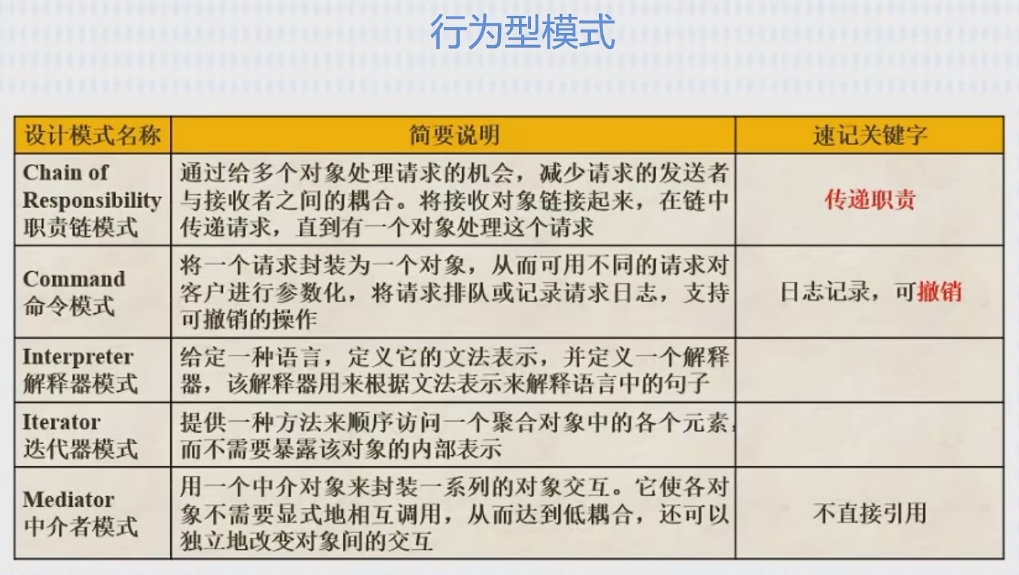 行为型模式
设计模式名称
简要说明
速记关键字
Chain of
Responsibility
职责链模式
通过给多个对象处理请求的机会，减少请求的发送者
与接收者之间的耦合。将接收对象链接起来，在链中
传递请求，直到有一个对象处理这个请求
传递职责
Command
命令模式
将一个请求封装为一个对象，从而可用不同的请求对
客户进行参数化，将请求排队或记录请求日志，支持
可撤销的操作
日志记录，可撤销
Interpreter
解释器模式
给定一种语言，定义它的文法表示，并定义一个解释
器，该解释器用来根据文法表示来解释语言中的句子
Iterator
迭代器模式
提供一种方法来顺序访问一个聚合对象中的各个元素，
而不需要暴露该对象的内部表示
Mediator
中介者模式
用一个中介对象来封装一系列的对象交互。它使各对
象不需要显式地相互调用，从而达到低耦合，还可以
独立地改变对象间的交互
不直接引用